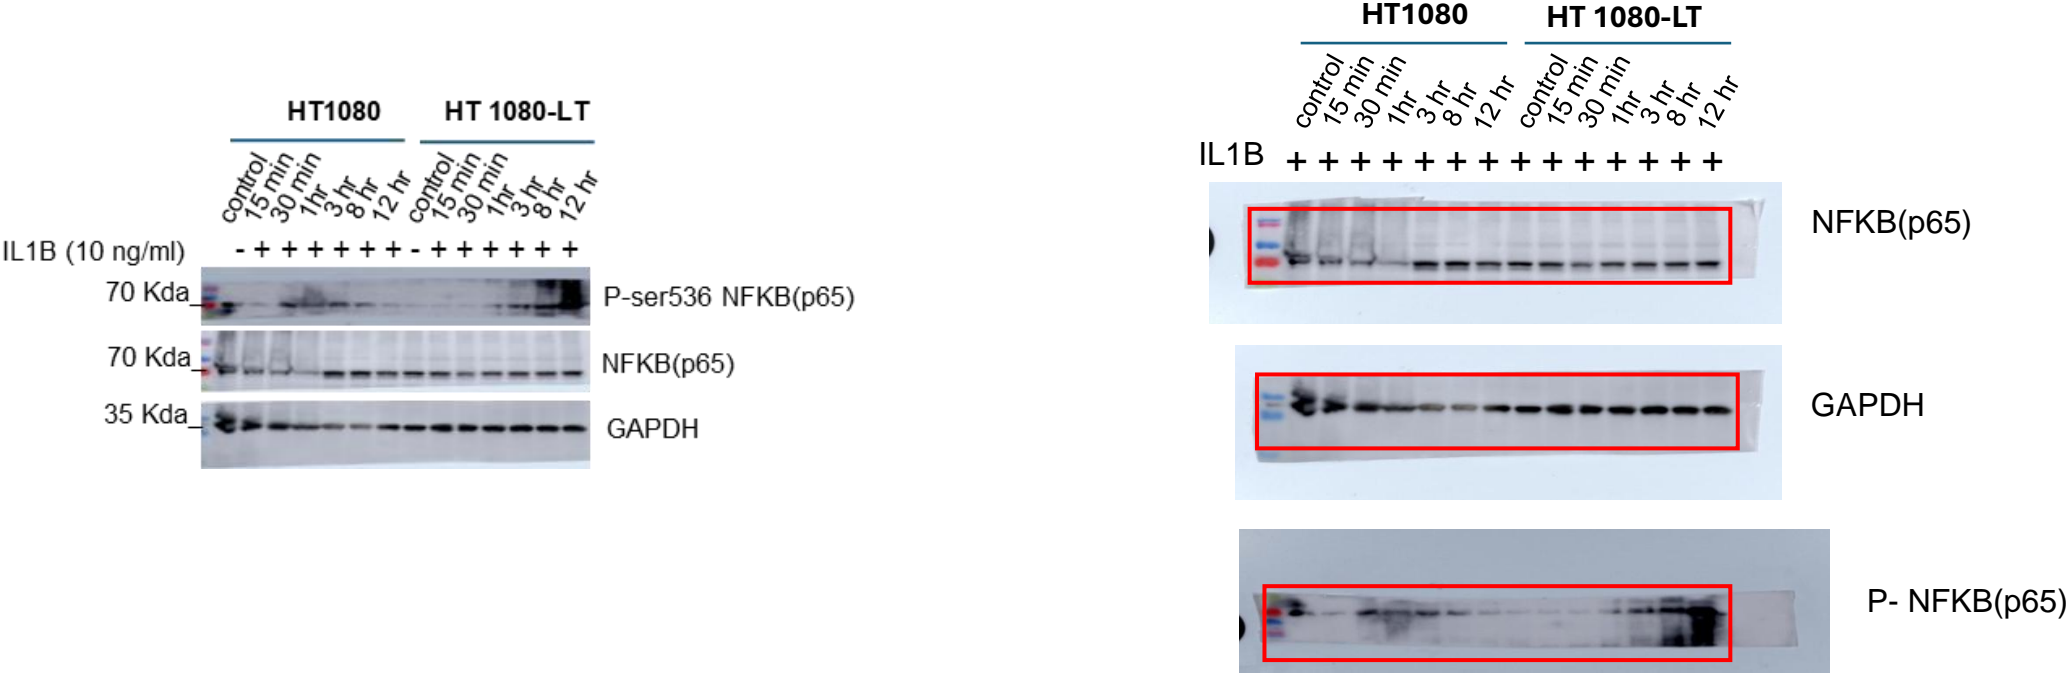 HT1080 HT 1080-LT
control 15 min 30 min 1hr 3 hr 8 hr 12 hr control 15 min 30 min 1hr 3 hr 8 hr 12 hr
IL1B (10 ng/ml) - + + + + + + - + + + + + +
70 Kda P-ser536 NFKB(p65)
70 Kda NFKB(p65)
35 Kda GAPDH
HT1080 HT 1080-LT
control 15 min 30 min 1hr 3 hr 8 hr 12 hr control 15 min 30 min 1hr 3 hr 8 hr 12 hr
IL1B + + + + + + + + + + + + + +
NFKB(p65)
GAPDH
P- NFKB(p65)